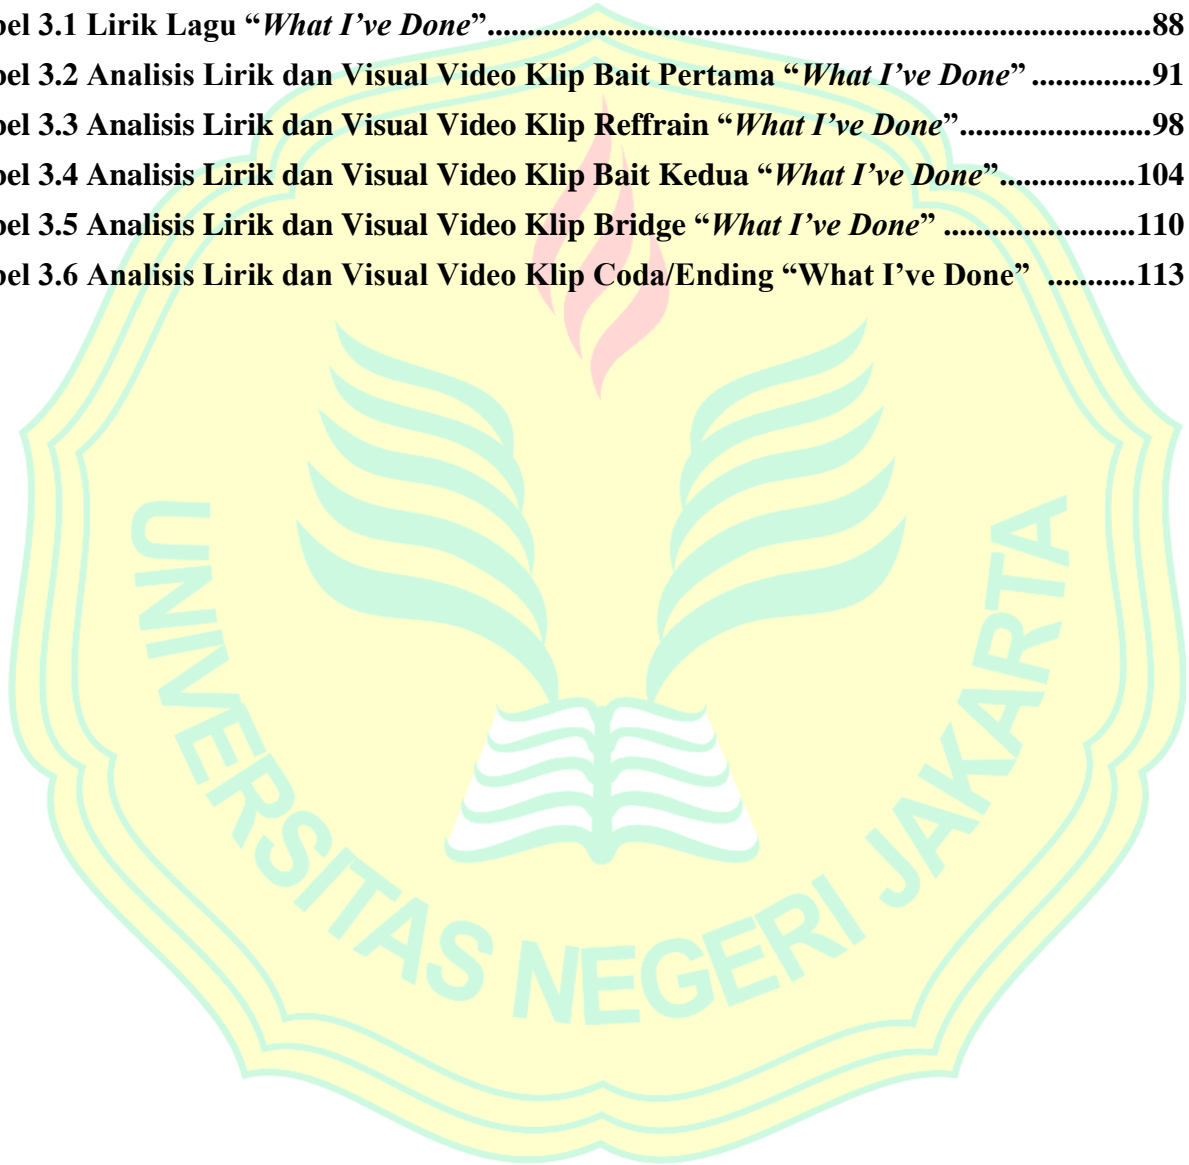 bel 3.1 Lirik Lagu “What I’ve Done”.......................................................................................88
bel 3.2 Analisis Lirik dan Visual Video Klip Bait Pertama “What I’ve Done” ...............91
bel 3.3 Analisis Lirik dan Visual Video Klip Reffrain “What I’ve Done”.........................98
bel 3.4 Analisis Lirik dan Visual Video Klip Bait Kedua “What I’ve Done”..................104
bel 3.5 Analisis Lirik dan Visual Video Klip Bridge “What I’ve Done” .........................110
bel 3.6 Analisis Lirik dan Visual Video Klip Coda/Ending “What I’ve Done” ...........113
UNIVERSITAS NEGERI JAKARTA